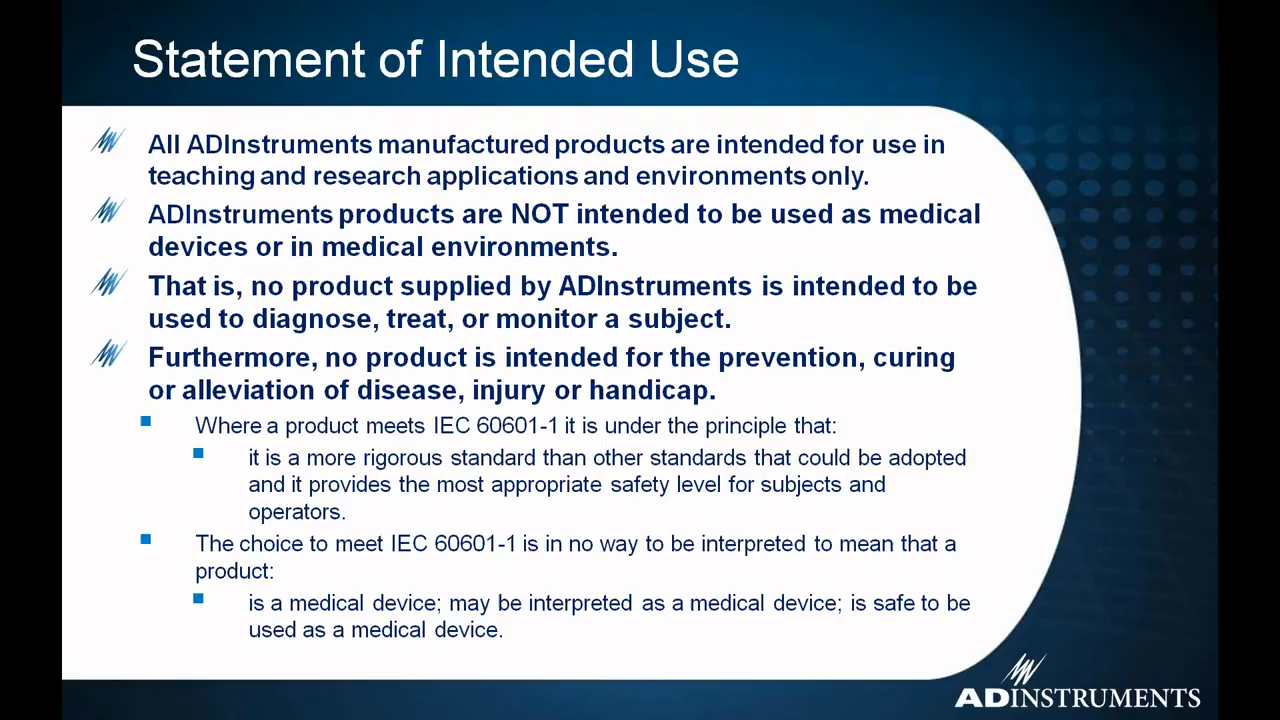 Statement of Intended Use
All ADInstruments manufactured products are intended for use in
teaching and research applications and environments only.
ADInstruments products are NOT intended to be used as medical
devices or in medical environments.
That is, no product supplied by ADInstruments is intended to be
used to diagnose, treat, or monitor a subject.
Furthermore, no product is intended for the prevention, curing
or alleviation of disease, injury or handicap.
Where a product meets IEC 60601-1 it is under the principle that:
it is a more rigorous standard than other standards that could be adopted
and it provides the most appropriate safety level for subjects and
operators.
The choice to meet IEC 60601-1 is in no way to be interpreted to mean that a
product:
is a medical device; may be interpreted as a medical device; is safe to be
used as a medical device.
ADINSTRUMENTS